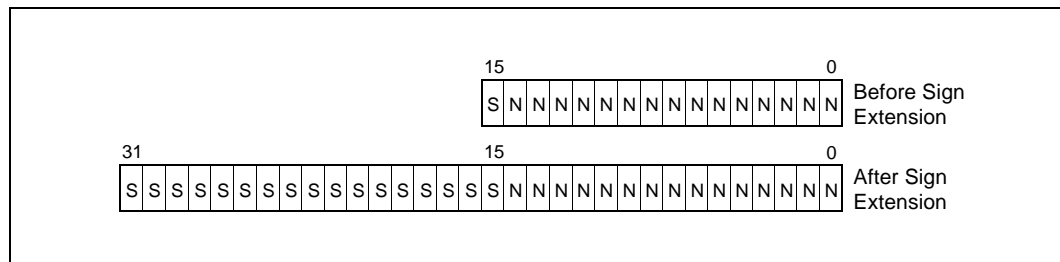 15 0
S N N N N N N N N N N N N N N N Before Sign
Extension
31 15 0
S S S S S S S S S S S S S S S S S N N N N N N N N N N N N N N N After Sign
Extension